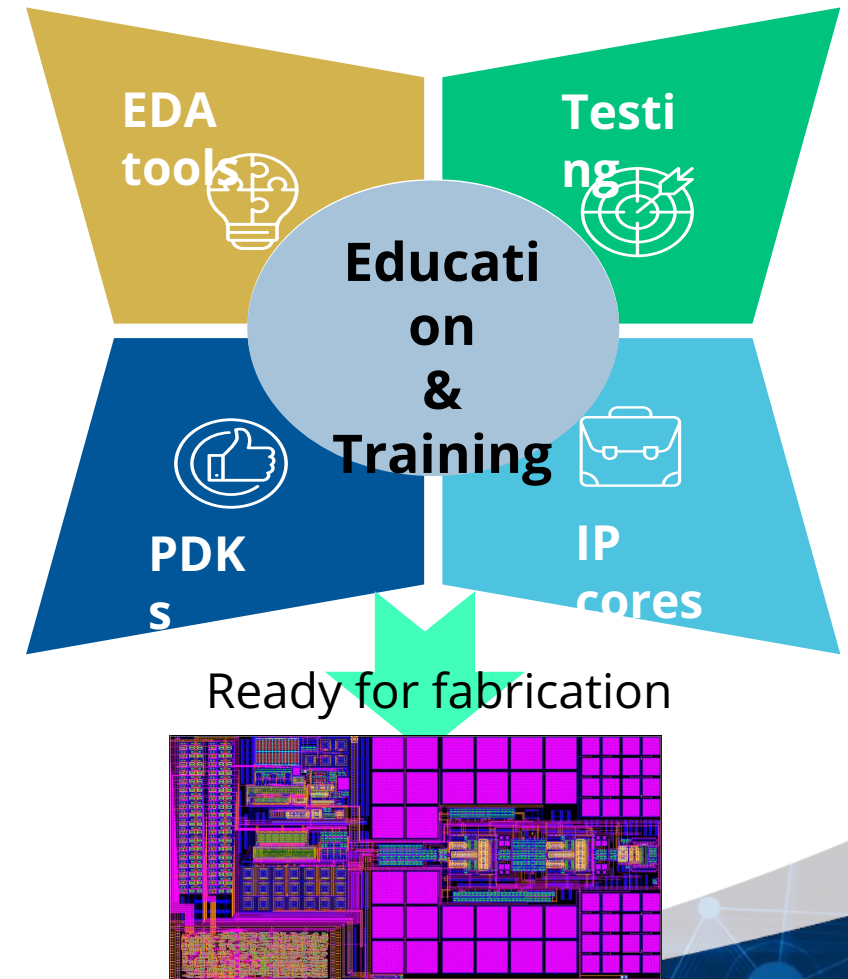 EDA
tools
Testi
ng
Educati
on
&
Training
PDK
s
IP
cores
Ready for fabrication